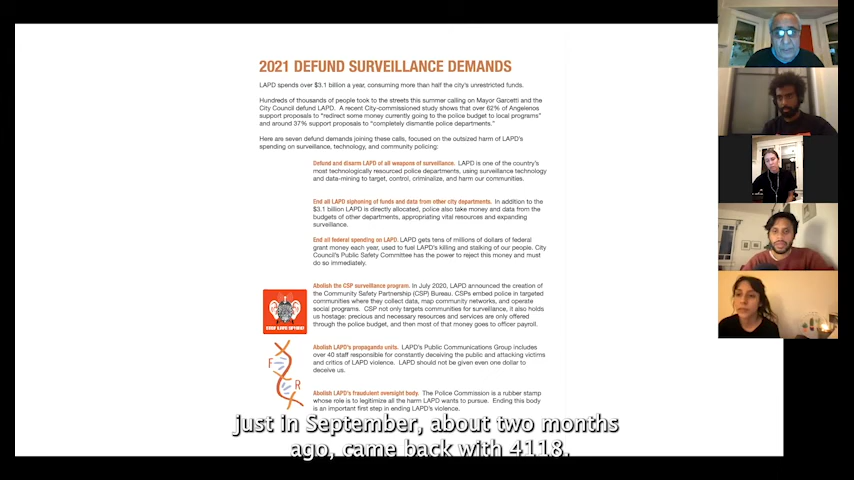 2021 DEFUND SURVEILLANCE DEMANDS
LAPD spends over $3.1 billion a year, consuming more than half the city's unrestricted funds.
Hundreds of thousands of people took to the streets this summer calling on Mayor Garcetti and the
City Council defund LAPD. A recent City-commissioned study shows that over 62% of Angelenos
support proposals to "redirect some money currently going to the police budget to local programs"
and around 37% support proposals to "completely dismantle police departments."
Here are seven defund demands joining these calls, focused on the outsized harm of LAPD's
spending on surveillance, technology, and community policing:
Defund and disarm LAPD of all weapons of surveillance. LAPD is one of the country's
most technologically resourced police departments, using surveillance technology
and data-mining to target, control, criminalize, and harm our communities.
End all LAPD siphoning of funds and data from other city departments. In addition to the
$3.1 billion LAPD is directly allocated, police also take money and data from the
budgets of other departments, appropriating vital resources and expanding
surveillance.
End all federal spending on LAPD. LAPD gets tens of millions of dollars of federal
grant money each year, used to fuel LAPD's killing and stalking of our people. City
Council's Public Safety Committee has the power to reject this money and must
do so immediately.
Abolish the CSP surveillance program. In July 2020, LAPD announced the creation of
the Community Safety Partnership (CSP) Bureau. CSPs embed police in targeted
communities where they collect data, map community networks, and operate
social programs. CSP not only targets communities for surveillance, it also holds
us hostage: precious and necessary resources and services are only offered
through the police budget, and then most of that money goes to officer payroll.
STOP LAPD SPYING
Abolish LAPD's propaganda units. LAPD's Public Communications Group includes
over 40 staff responsible for constantly deceiving the public and attacking victims
and critics of LAPD violence. LAPD should not be given even one dollar to
deceive us.
F
R
Abolish LAPD's fraudulent oversight body. The Police Commission is a rubber stamp
whose role is to legitimize all the harm LAPD wants to pursue. Ending this body
is an important first step in ending LAPD's violence.
just in September, about two months
ago, came back with 4118.